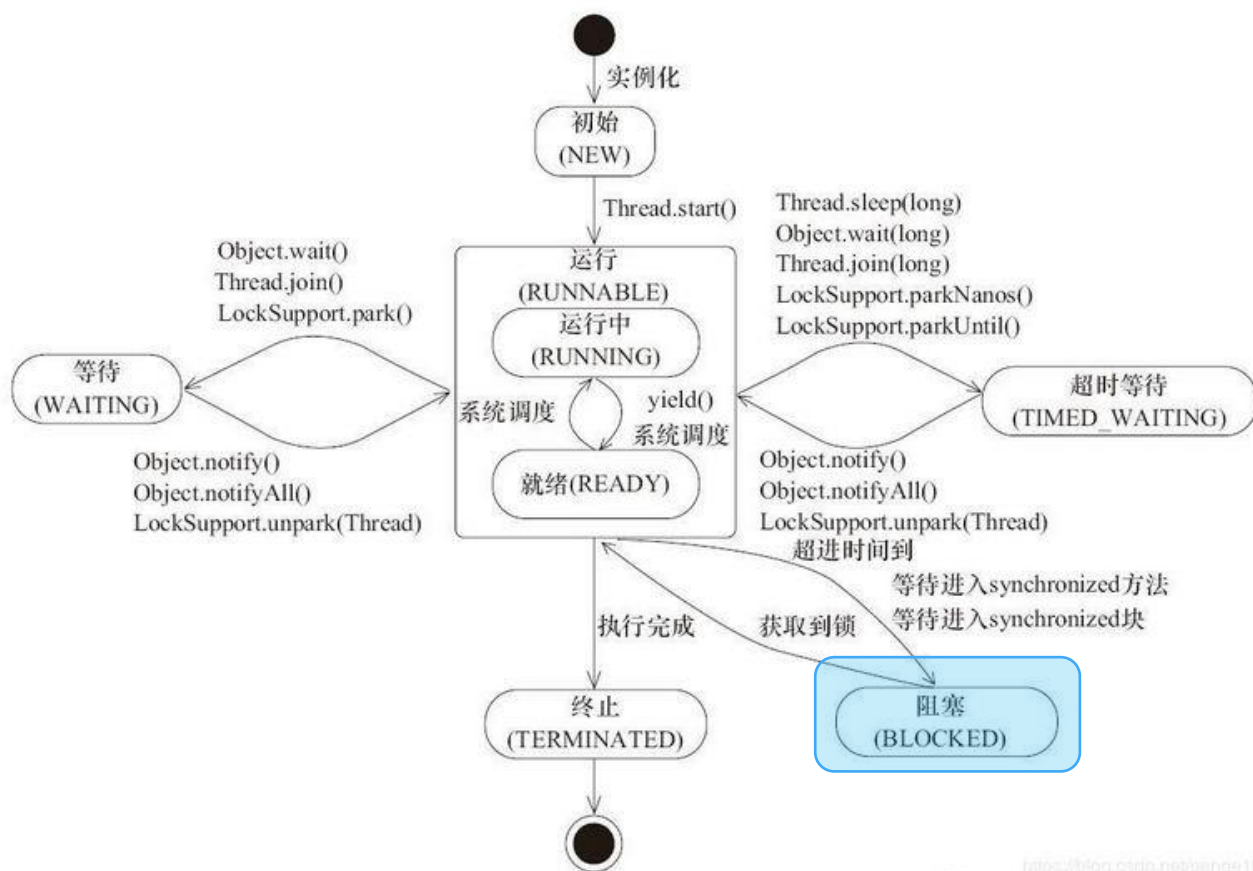 实例化
初始
(NEW)
Thread.start()
Thread.sleep(long)
Object.wait(long)
Thread.join(long)
LockSupport.parkNanos()
LockSupport.parkUntil()
Object.wait()
Thread.join()
LockSupport.park()
运行
(RUNNABLE)
运行中
(RUNNING)
等待
(WAITING)
系统调度
yield()
系统调度
超时等待
(TIMED_WAITING)
就绪(READY)
Object.notify()
Object.notifyAll()
LockSupport.unpark(Thread)
Object.notify()
Object.notifyAll()
LockSupport.unpark(Thread)
超进时间到
等待进入synchronized方法
等待进入synchronized块
执行完成
获取到锁
终止
(TERMINATED)
阻塞
(BLOCKED)